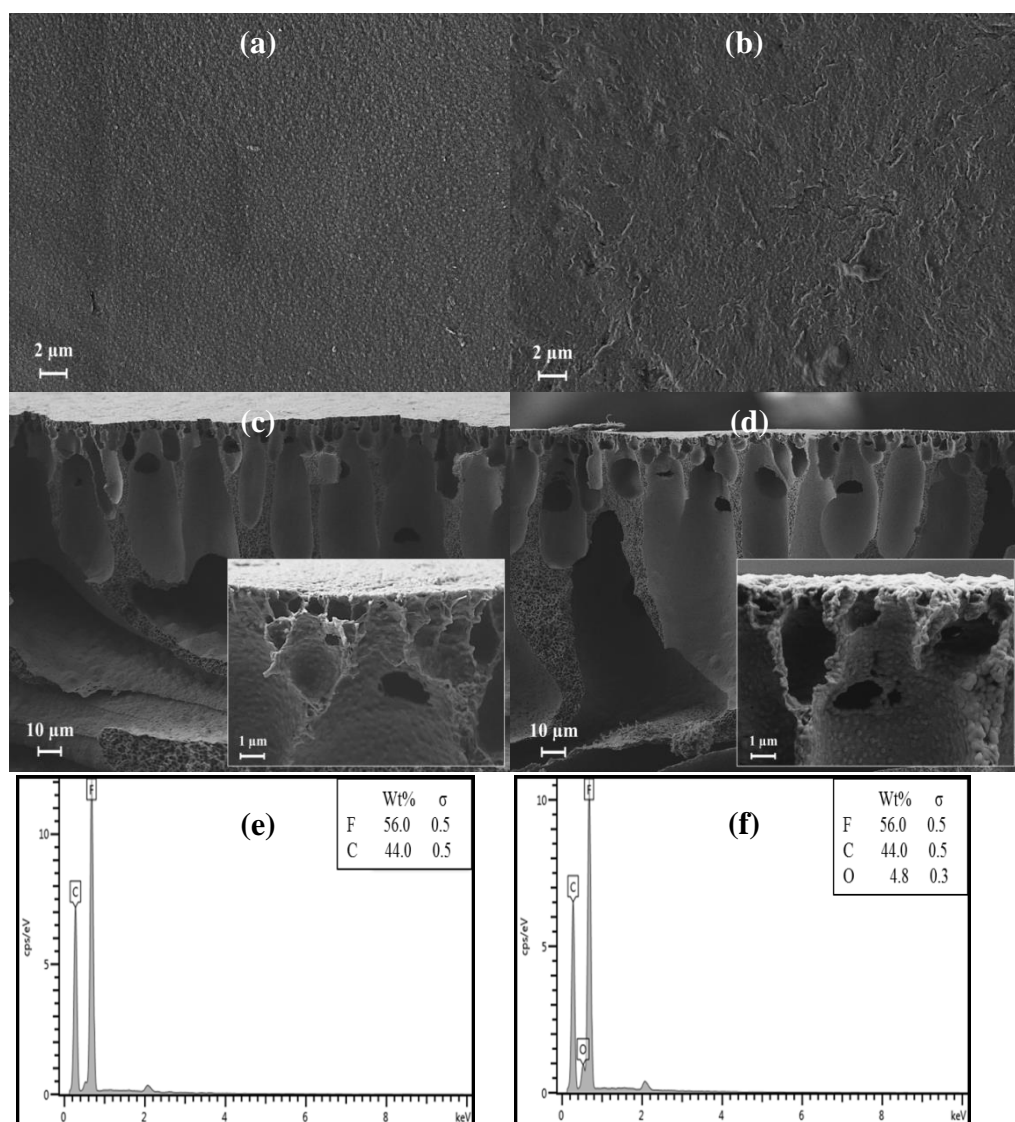 (a)
(b)
2 µm
2 µm
(c)
(d)
10 µm
1 µm
10 µm
1 µm
(e)
F
C
Wt% σ
F 56.0 0.5
C 44.0 0.5
cps/eV
10
5
0
0 2 4 6 8 keV
(f)
F
C
O
Wt% σ
F 56.0 0.5
C 44.0 0.5
O 4.8 0.3
cps/eV
10
5
0
0 2 4 6 8 keV